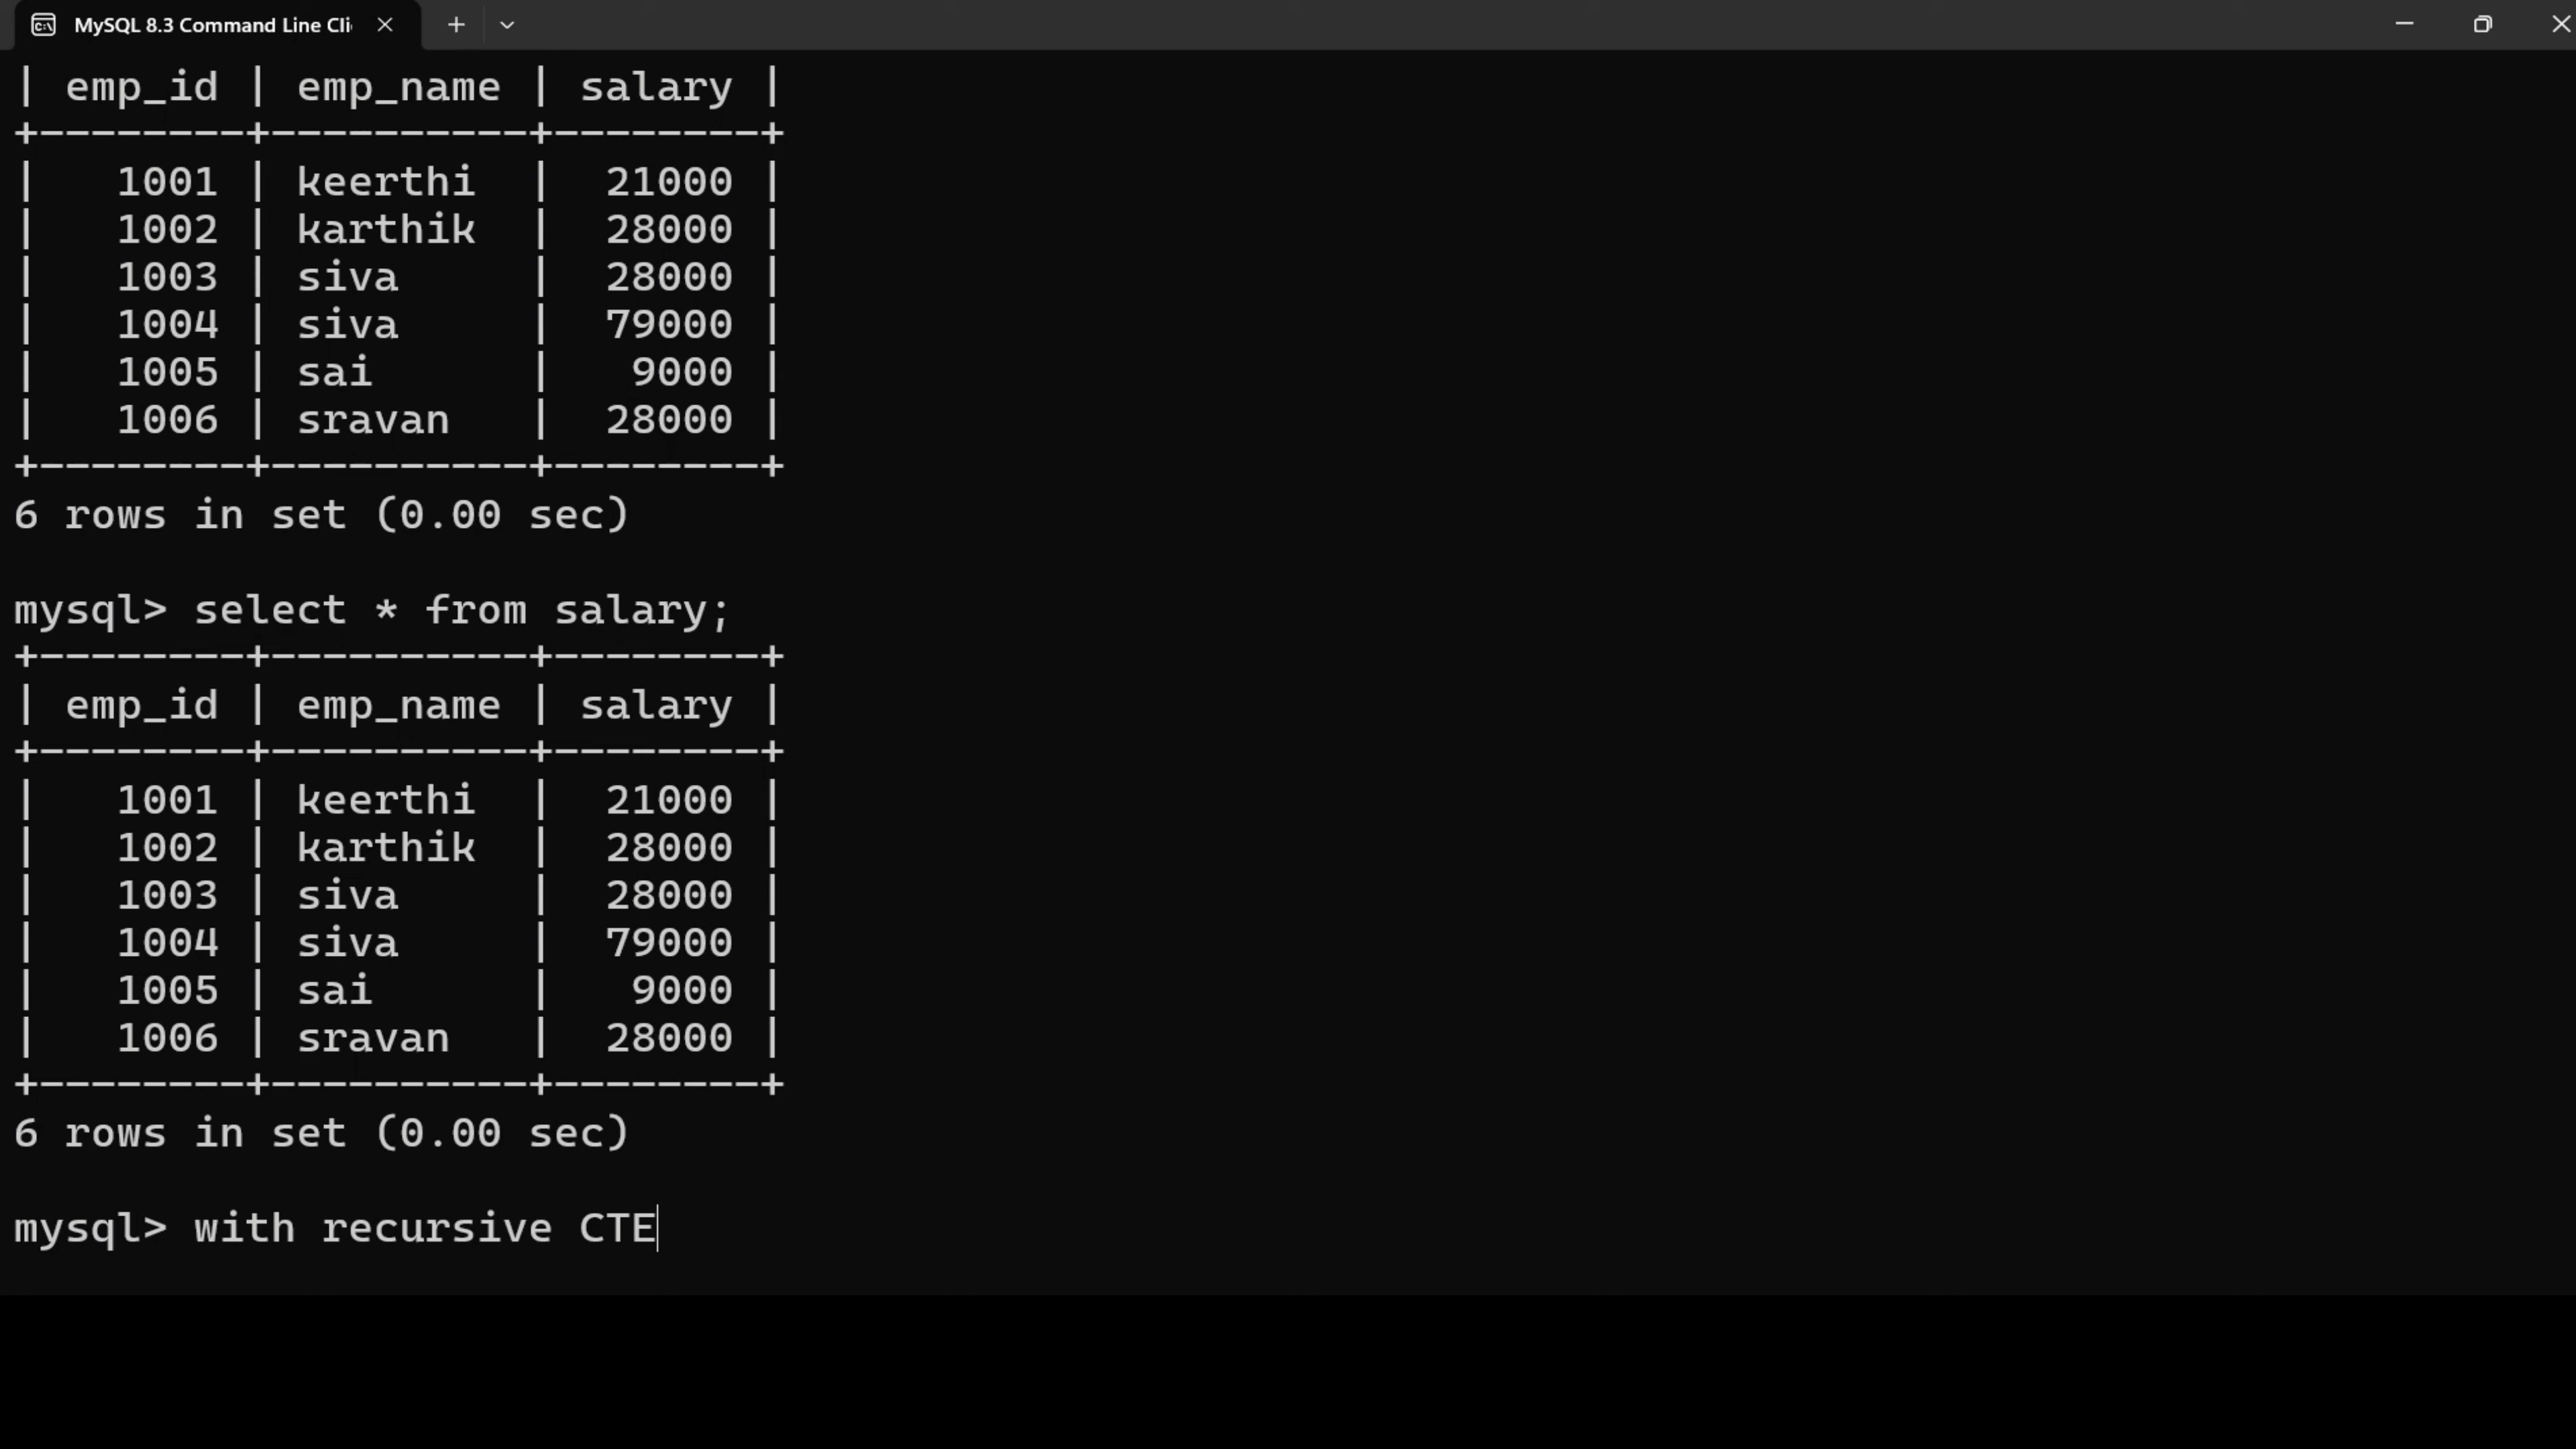 MySQL 8.3 Command Line Cli
| emp_id | emp_name | salary |
+--------+----------+--------+
|   1001 | keerthi  |  21000 |
|   1002 | karthik  |  28000 |
|   1003 | siva     |  28000 |
|   1004 | siva     |  79000 |
|   1005 | sai      |   9000 |
|   1006 | sravan   |  28000 |
+--------+----------+--------+
6 rows in set (0.00 sec)
mysql> select * from salary;
+--------+----------+--------+
| emp_id | emp_name | salary |
+--------+----------+--------+
|   1001 | keerthi  |  21000 |
|   1002 | karthik  |  28000 |
|   1003 | siva     |  28000 |
|   1004 | siva     |  79000 |
|   1005 | sai      |   9000 |
|   1006 | sravan   |  28000 |
+--------+----------+--------+
6 rows in set (0.00 sec)
mysql> with recursive CTE